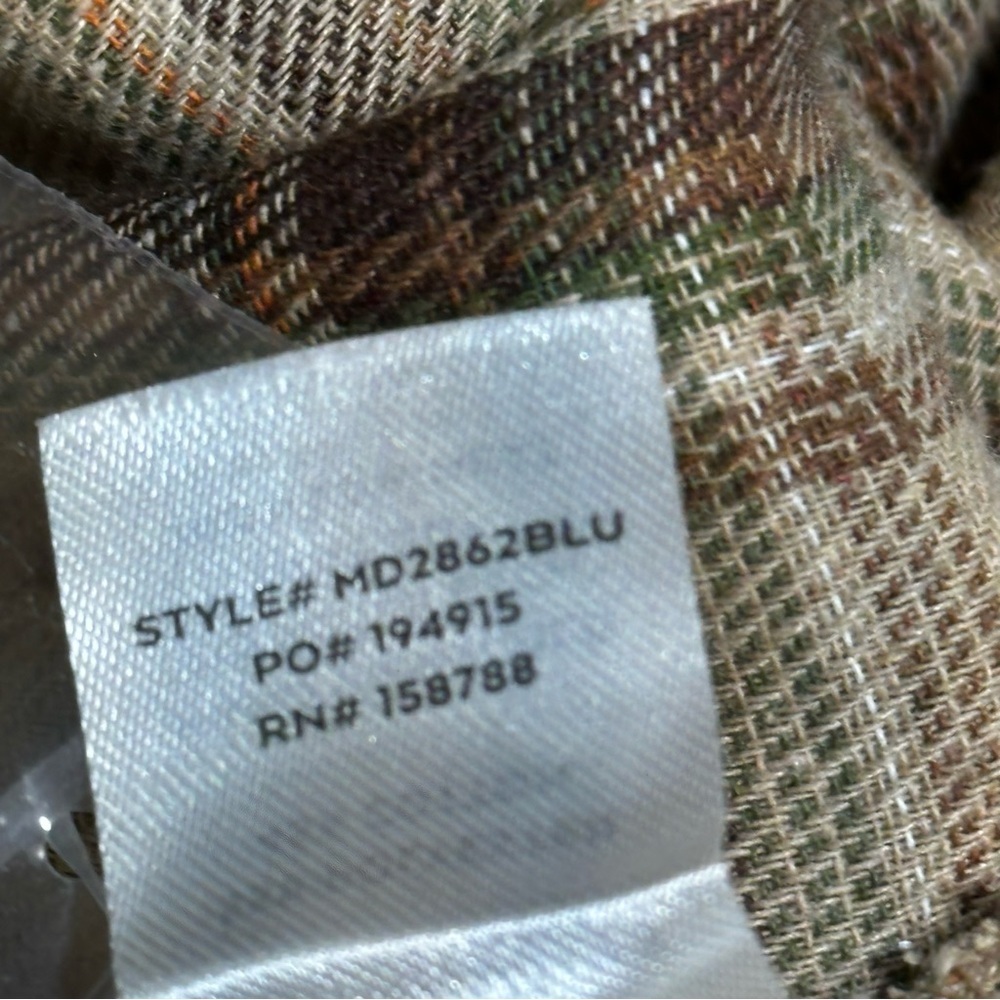 STYLE# MD2862BLU
PO# 194915
RN# 158788